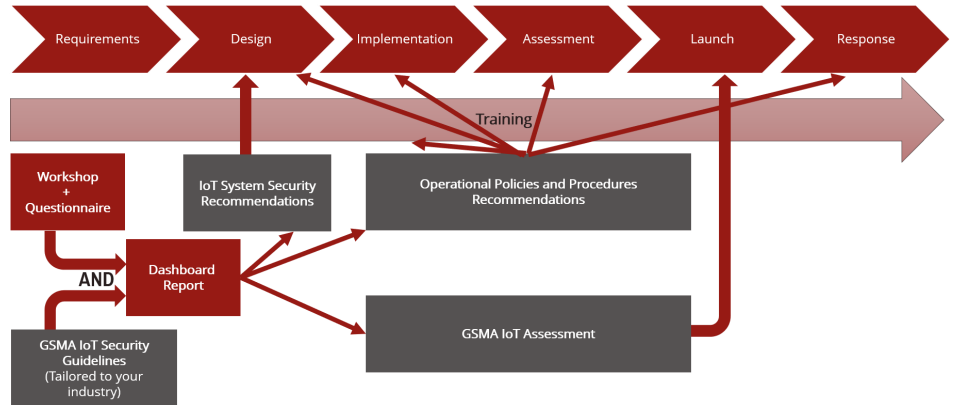 Requirements
Design
Implementation
Assessment
Launch
Response
Training
Workshop
+
Questionnaire
IoT System Security
Recommendations
Operational Policies and Procedures
Recommendations
AND
Dashboard
Report
GSMA IoT Security
Guidelines
(Tailored to your
industry)
GSMA IoT Assessment